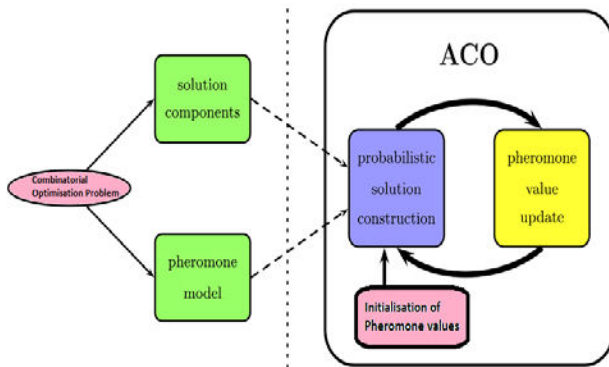 ACO
solution
components
Combinatorial
Optimisation Problem
pheromone
model
probabilistic
solution
construction
pheromone
value
update
Initialisation of
Pheromone values